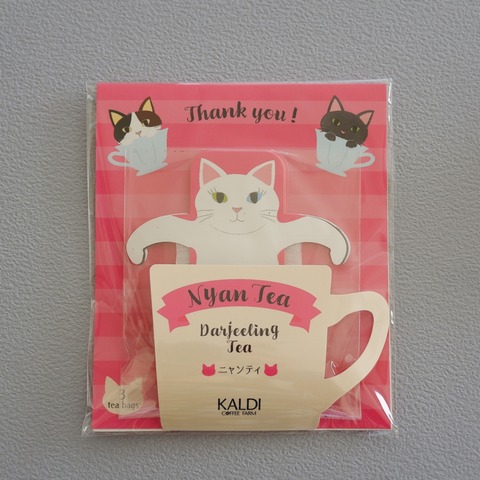 Thank you!
Nyan Tea
Darjeeling
Tea
ニャンティ
3
tea bags
KALDI
COFFEE FARM